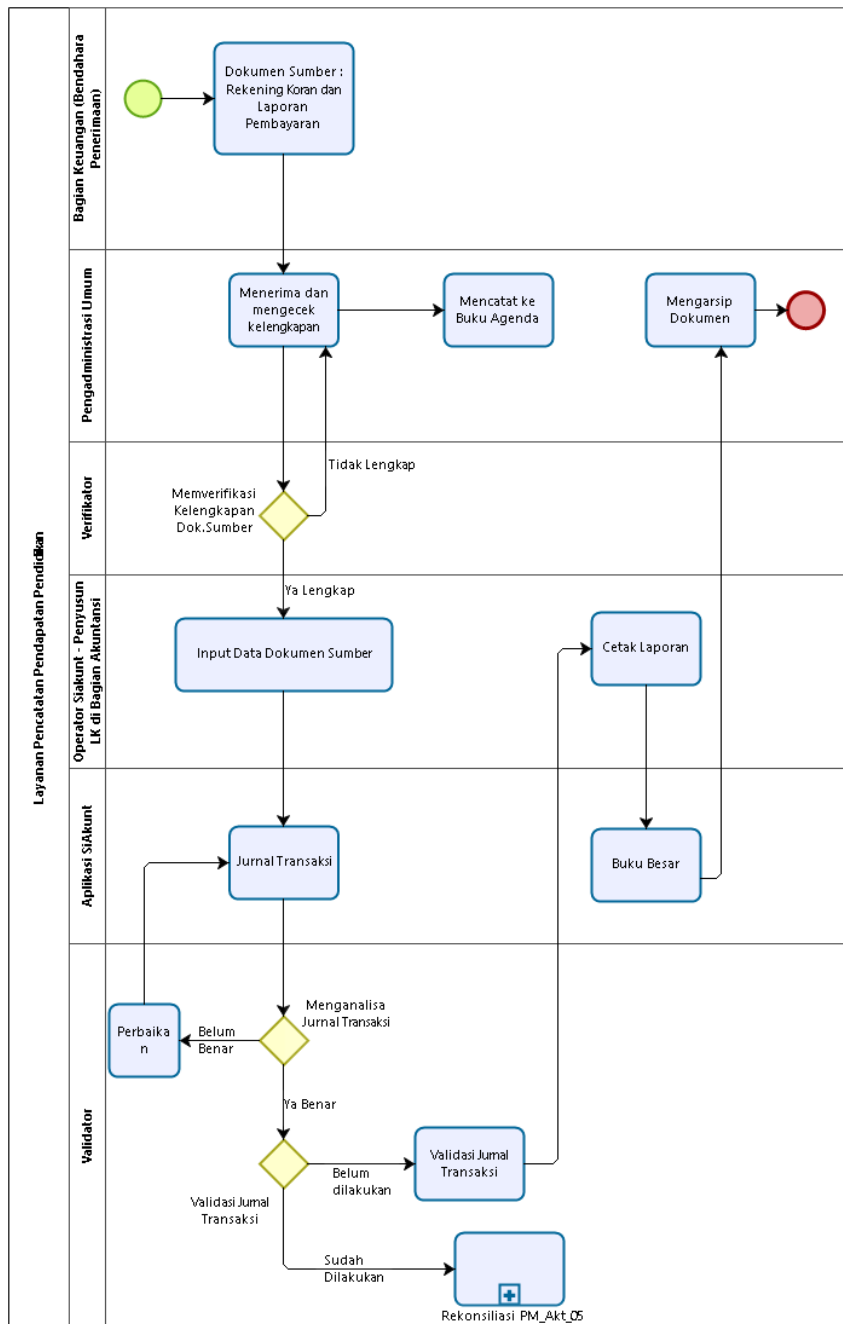 Layanan Pencatatan Pendapatan Pendidikan
Bagian Keuangan (Bendahara
Penerimaan)
Dokumen Sumber :
Rekening Koran dan
Laporan
Pembayaran
Pengadministrasi Umum
Menerima dan
mengecek
kelengkapan
Mencatat ke
Buku Agenda
Mengarsip
Dokumen
Verifikator
Memverifikasi
Kelengkapan
Dok.Sumber
Tidak Lengkap
Ya Lengkap
Operator Siakunt - Penyusun
LK di Bagian Akuntansi
Input Data Dokumen Sumber
Cetak Laporan
Aplikasi SiAkunt
Jurnal Transaksi
Buku Besar
Validator
Menganalisa
Jurnal Transaksi
Perbaika
n
Belum
Benar
Ya Benar
Validasi Jurnal
Transaksi
Belum
dilakukan
Validasi Jurnal
Transaksi
Sudah
Dilakukan
Rekonsiliasi PM_Akt_05